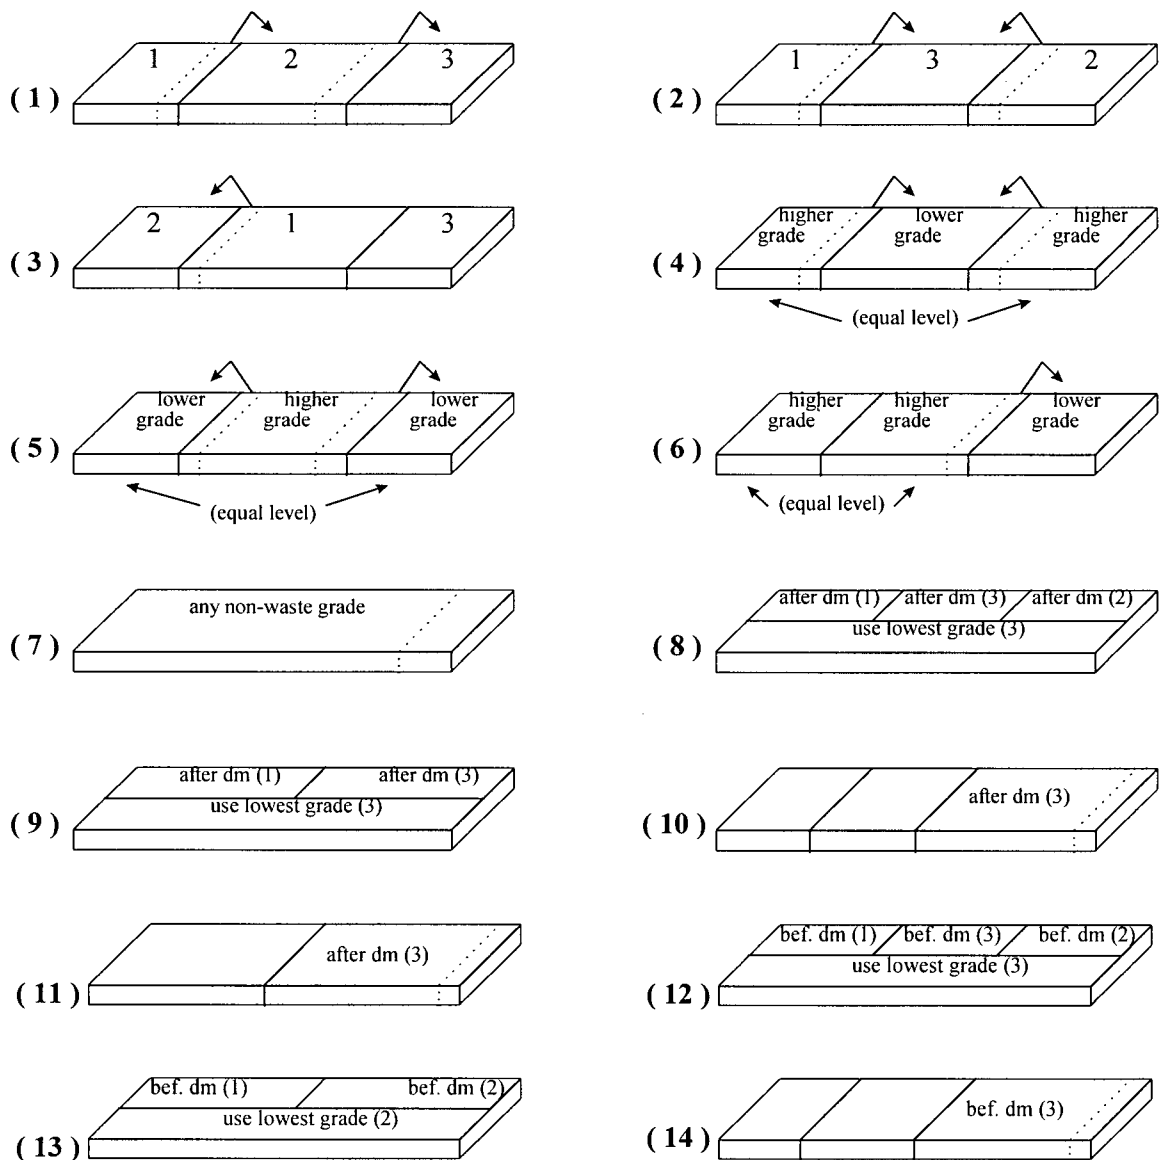 1 2 3
( 1 )
1 3 2
( 2 )
2 1 3
( 3 )
higher lower higher
grade grade grade
( 4 )
(equal level)
lower higher lower
grade grade grade
( 5 )
(equal level)
higher higher lower
grade grade grade
( 6 )
(equal level)
any non-waste grade
( 7 )
after dm (1) after dm (3) after dm (2)
use lowest grade (3)
( 8 )
after dm (1) after dm (3)
use lowest grade (3)
( 9 )
after dm (3)
( 10 )
after dm (3)
( 11 )
bef. dm (1) bef. dm (3) bef. dm (2)
use lowest grade (3)
( 12 )
bef. dm (1) bef. dm (2)
use lowest grade (2)
( 13 )
bef. dm (3)
( 14 )